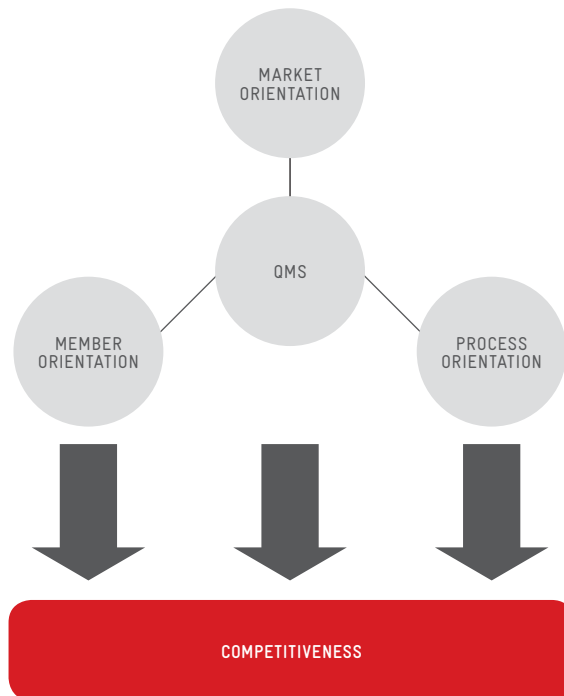 MARKET
ORIENTATION
QMS
MEMBER
ORIENTATION
PROCESS
ORIENTATION
COMPETITIVENESS